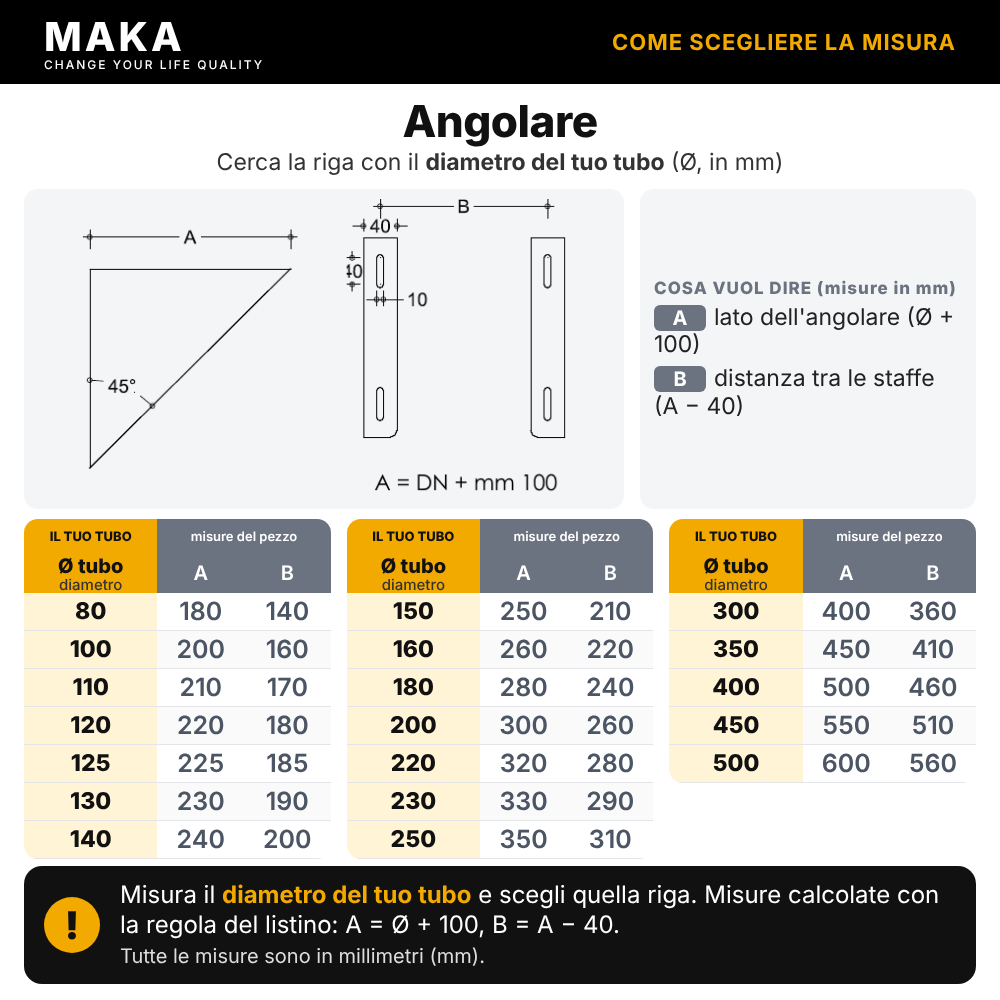 MAKA
CHANGE YOUR LIFE QUALITY
COME SCEGLIERE LA MISURA
Angolare
Cerca la riga con il diametro del tuo tubo (Ø, in mm)
A
45°
B
40
40
10
A = DN + mm 100
COSA VUOL DIRE (misure in mm)
A lato dell'angolare (Ø +
100)
B distanza tra le staffe
(A − 40)
IL TUO TUBO misure del pezzo
Ø tubo A B
diametro
80 180 140
100 200 160
110 210 170
120 220 180
125 225 185
130 230 190
140 240 200
IL TUO TUBO misure del pezzo
Ø tubo A B
diametro
150 250 210
160 260 220
180 280 240
200 300 260
220 320 280
230 330 290
250 350 310
IL TUO TUBO misure del pezzo
Ø tubo A B
diametro
300 400 360
350 450 410
400 500 460
450 550 510
500 600 560
!
Misura il diametro del tuo tubo e scegli quella riga. Misure calcolate con
la regola del listino: A = Ø + 100, B = A − 40.
Tutte le misure sono in millimetri (mm).